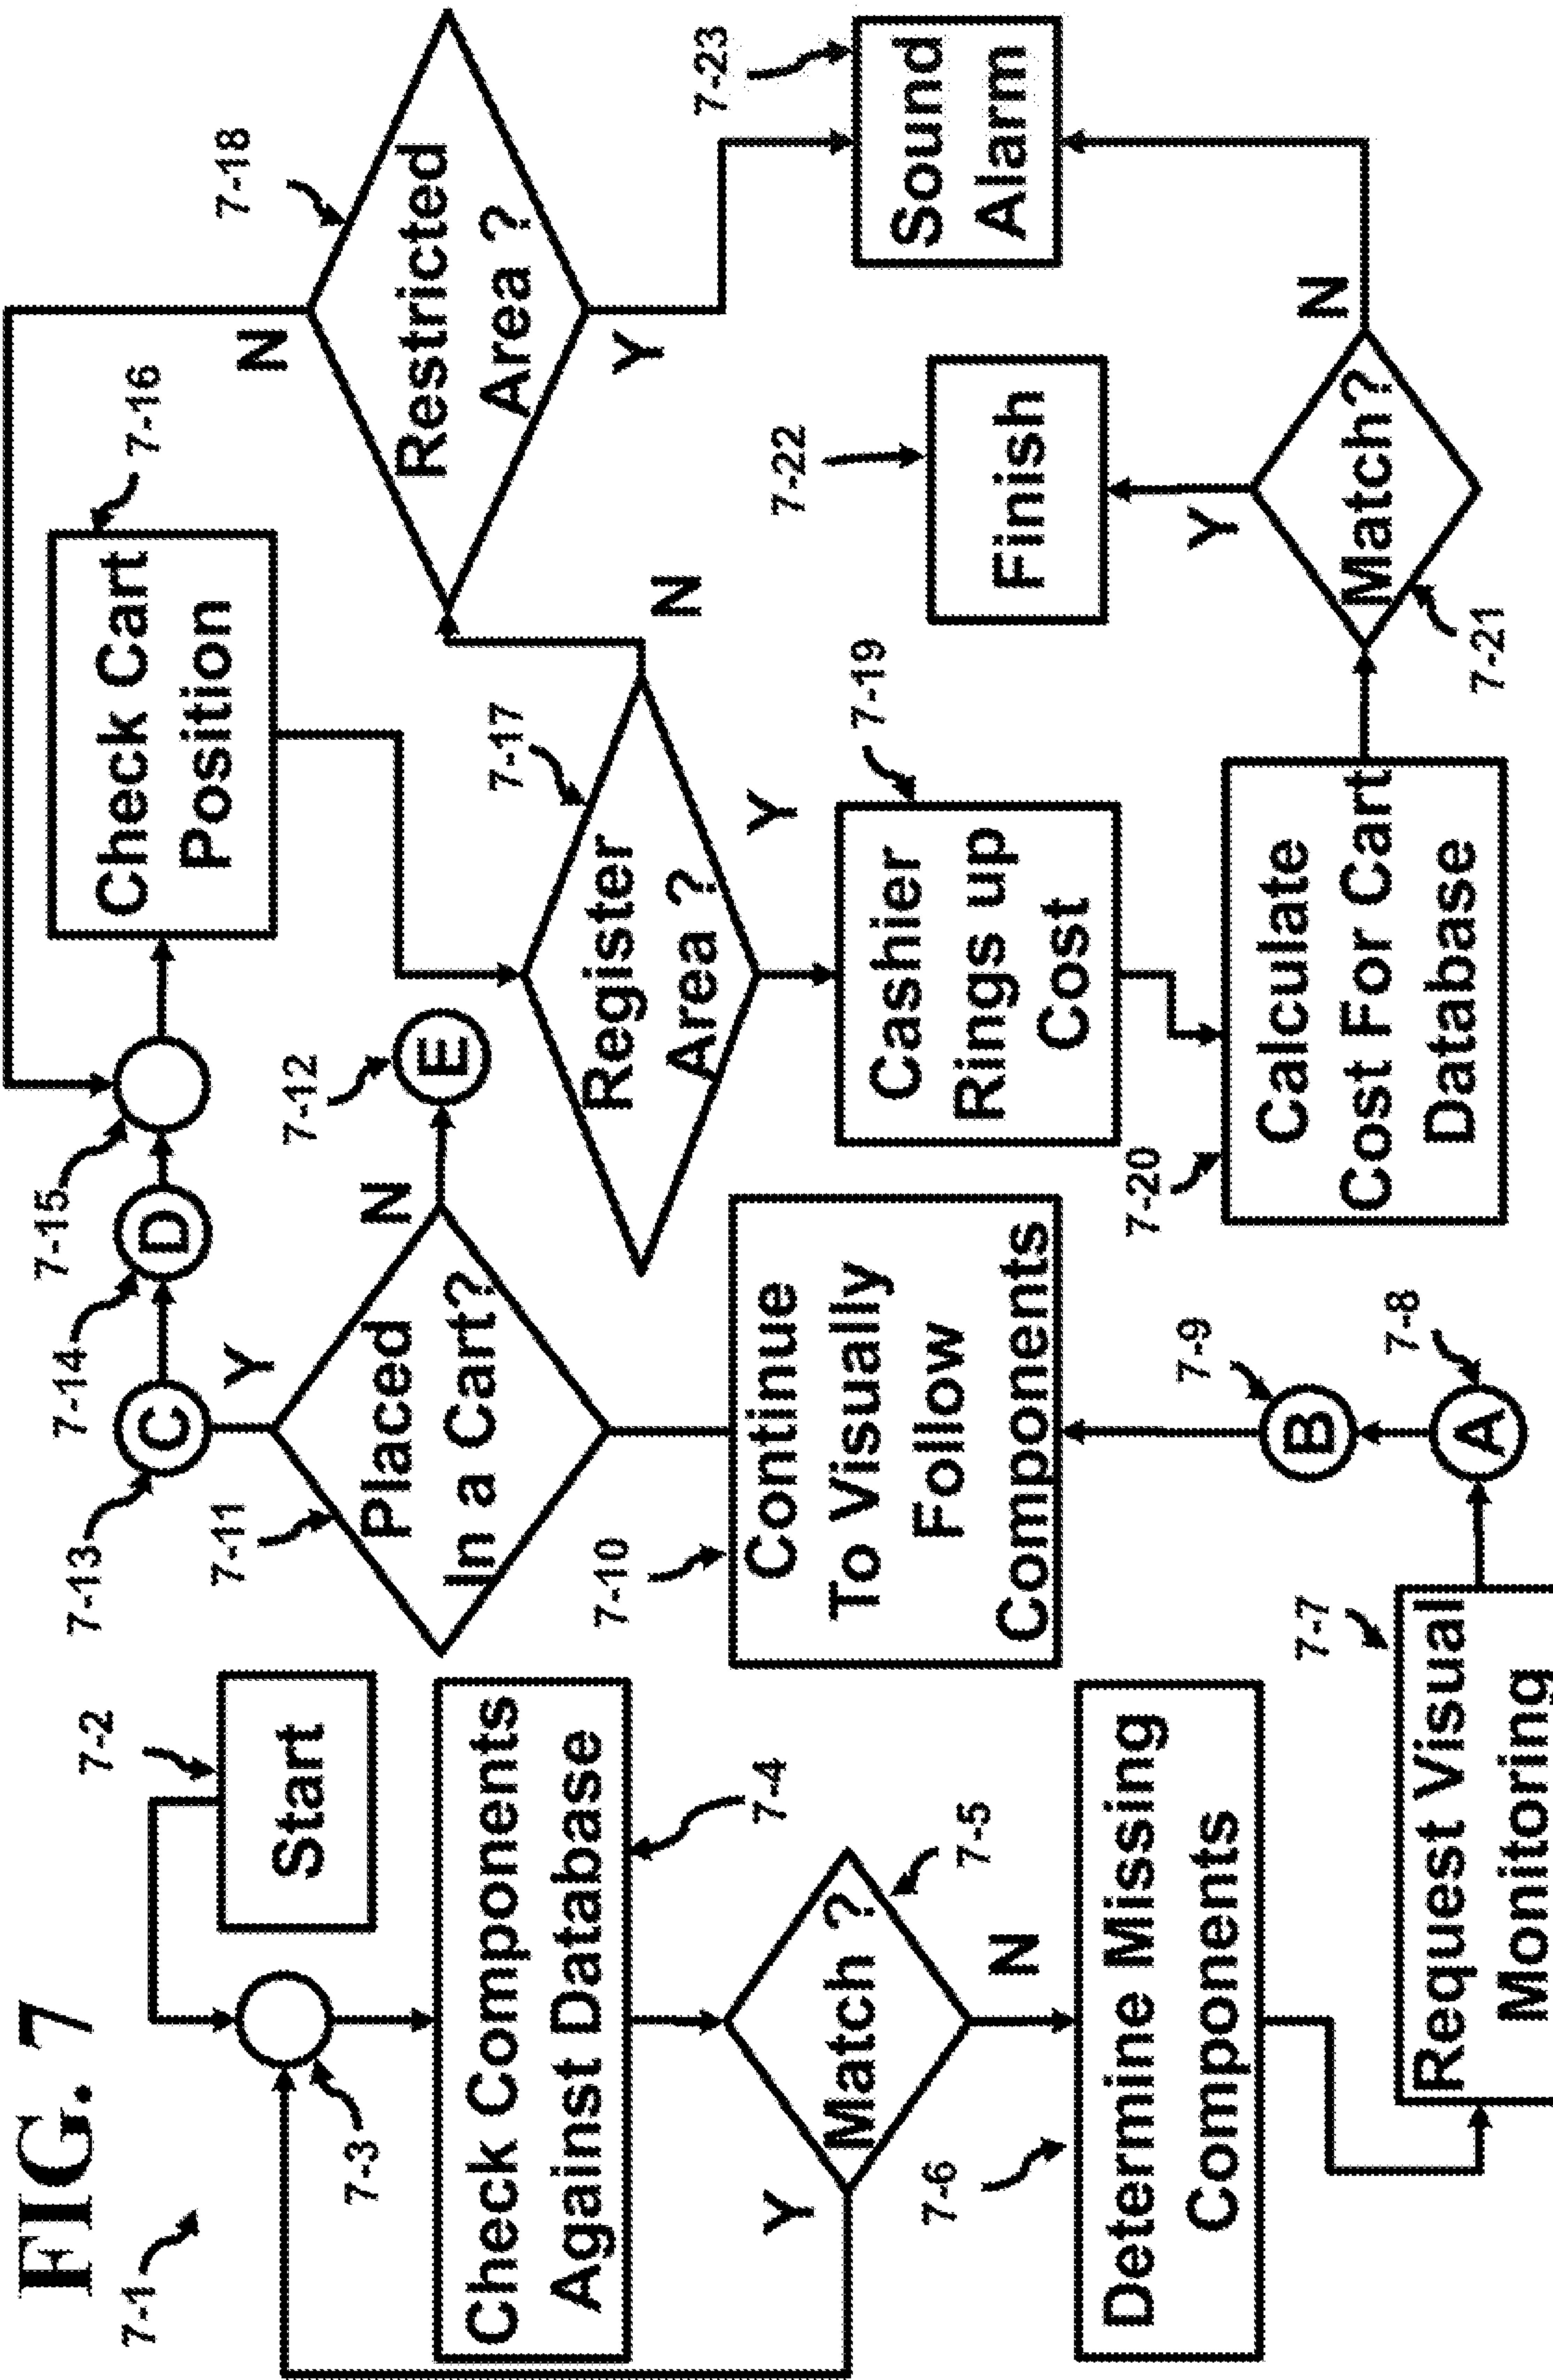 FIG. 7
7-1
7-2
Start
7-3
Check Components
Against Database
7-4
Match ?
7-5
Y
N
7-6
Determine Missing
Components
7-7
Request Visual
Monitoring
7-8
A
7-9
B
7-10
Continue
To Visually
Follow
Components
7-11
Placed
In a Cart?
Y
N
7-12
E
7-13
C
7-14
D
7-15
7-16
Check Cart
Position
7-17
Register
Area ?
N
Y
7-18
Restricted
Area ?
N
Y
7-19
Cashier
Rings up
Cost
7-20
Calculate
Cost For Cart
Database
7-21
Match?
Y
N
7-22
Finish
7-23
Sound
Alarm